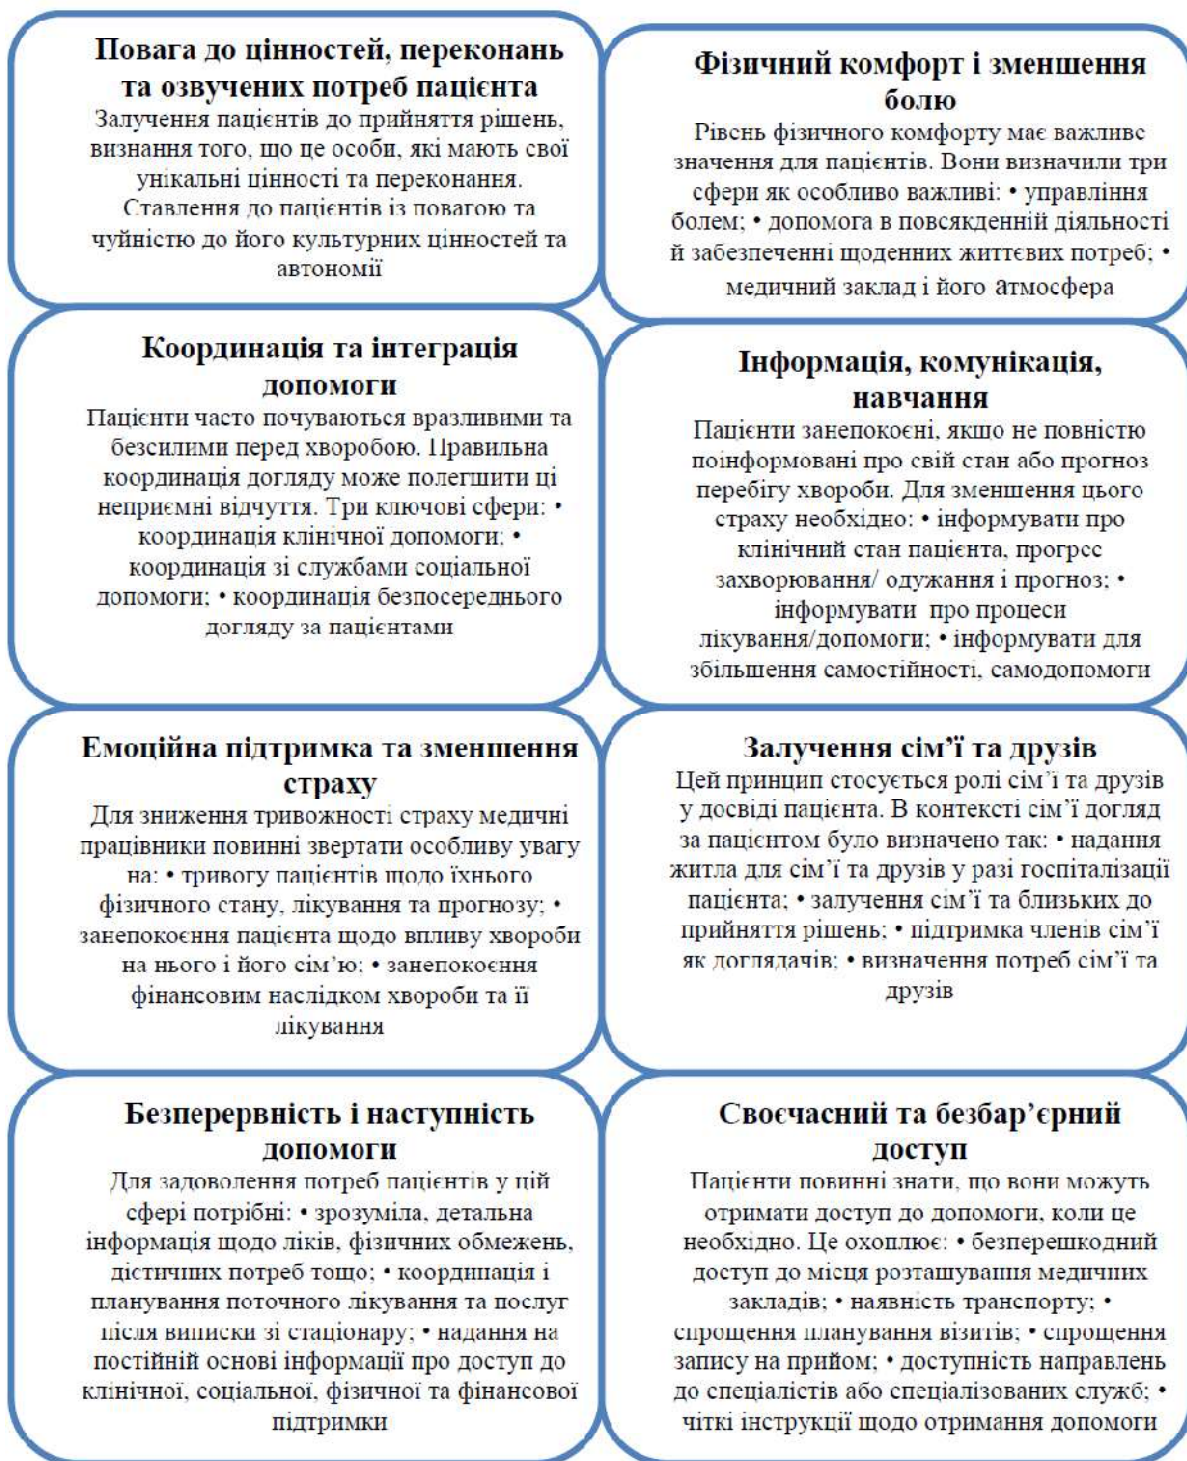 Повага до цінностей, переконань
та озвучених потреб пацієнта
Залучення пацієнтів до прийняття рішень,
визнання того, що це особи, які мають свої
унікальні цінності та переконання.
Ставлення до пацієнтів із повагою та
чуйністю до його культурних цінностей та
автономії
Фізичний комфорт і зменшення
болю
Рівень фізичного комфорту має важливе
значення для пацієнтів. Вони визначили три
сфери як особливо важливі: • управління
болем; • допомога в повсякденній діяльності
й забезпеченні щоденних життєвих потреб; •
медичний заклад і його атмосфера
Координація та інтеграція
допомоги
Пацієнти часто почуваються вразливими та
безсилими перед хворобою. Правильна
координація догляду може полегшити ці
неприємні відчуття. Три ключові сфери: •
координація клінічної допомоги; •
координація зі службами соціальної
допомоги; • координація безпосереднього
догляду за пацієнтами
Інформація, комунікація,
навчання
Пацієнти занепокоєні, якщо не повністю
поінформовані про свій стан або прогноз
перебігу хвороби. Для зменшення цього
страху необхідно: • інформувати про
клінічний стан пацієнта, прогрес
захворювання/ одужання і прогноз; •
інформувати про процеси
лікування/допомоги; • інформувати для
збільшення самостійності, самодопомоги
Емоційна підтримка та зменшення
страху
Для зниження тривожності страху медичні
працівники повинні звертати особливу увагу
на: • тривогу пацієнтів щодо їхнього
фізичного стану, лікування та прогнозу; •
занепокоєння пацієнта щодо впливу хвороби
на нього і його сім’ю; • занепокоєння
фінансовим наслідком хвороби та її
лікування
Залучення сім’ї та друзів
Цей принцип стосується ролі сім’ї та друзів
у досвіді пацієнта. В контексті сім’ї догляд
за пацієнтом було визначено так: • надання
житла для сім’ї та друзів у разі госпіталізації
пацієнта; • залучення сім’ї та близьких до
прийняття рішень; • підтримка членів сім’ї
як доглядачів; • визначення потреб сім’ї та
друзів
Безперервність і наступність
допомоги
Для задоволення потреб пацієнтів у цій
сфері потрібні: • зрозуміла, детальна
інформація щодо ліків, фізичних обмежень,
дієтичних потреб тощо; • координація і
планування поточного лікування та послуг
після виписки зі стаціонару; • надання на
постійній основі інформації про доступ до
клінічної, соціальної, фізичної та фінансової
підтримки
Своєчасний та безбар’єрний
доступ
Пацієнти повинні знати, що вони можуть
отримати доступ до допомоги, коли це
необхідно. Це охоплює: • безперешкодний
доступ до місця розташування медичних
закладів; • наявність транспорту; •
спрощення планування візитів; • спрощення
запису на прийом; • доступність направлень
до спеціалістів або спеціалізованих служб; •
чіткі інструкції щодо отримання допомоги